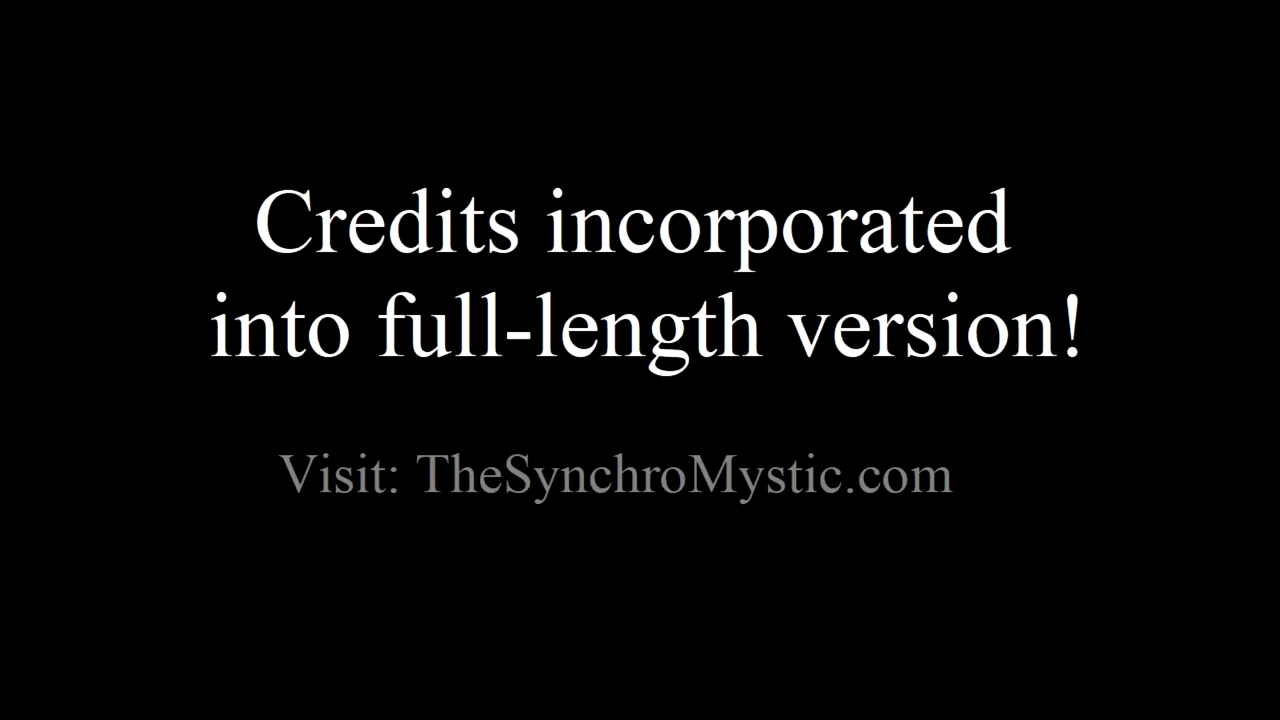 Credits incorporated
into full-length version!
Visit: TheSynchroMystic.com